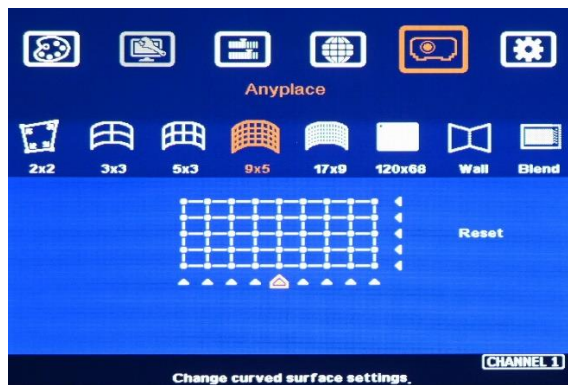 Anyplace
2x2 3x3 5x3 9x5 17x9 120x68 Wall Blend
Reset
CHANNEL 1
Change curved surface settings.